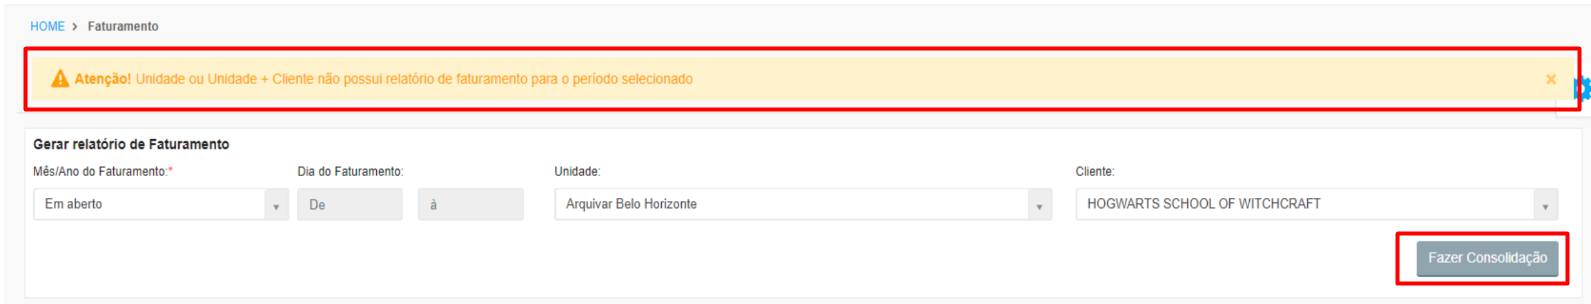 HOME > Faturamento
Atenção! Unidade ou Unidade + Cliente não possui relatório de faturamento para o período selecionado ×
Gerar relatório de Faturamento
Mês/Ano do Faturamento:* Dia do Faturamento: Unidade: Cliente:
Em aberto De à Arquivar Belo Horizonte HOGWARTS SCHOOL OF WITCHCRAFT
Fazer Consolidação